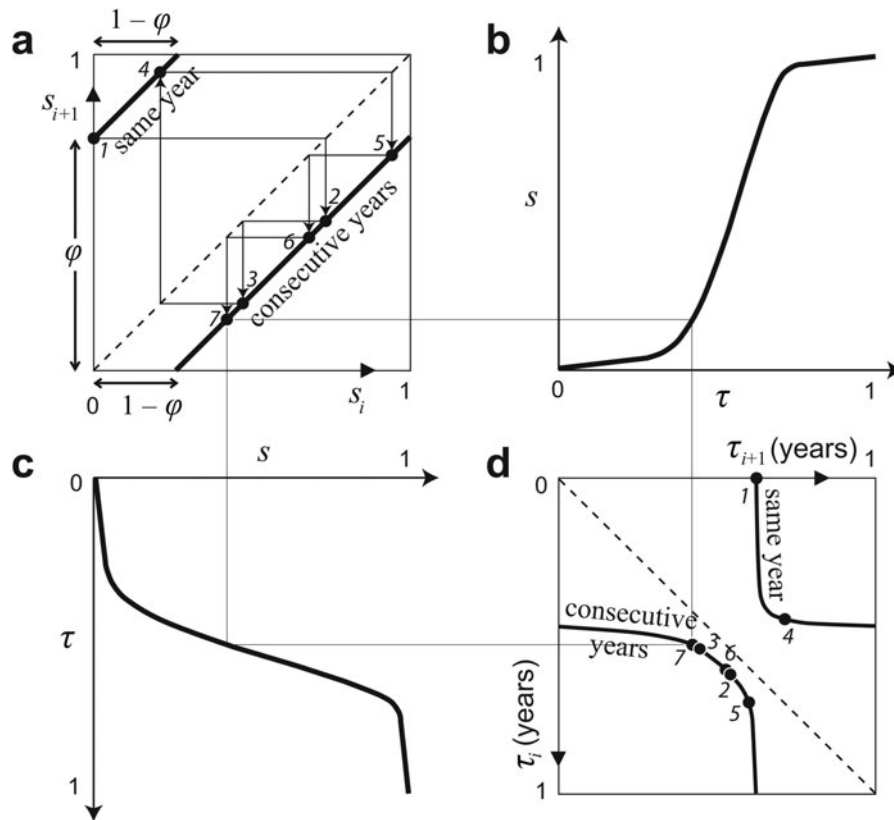 a
1 – φ
1
4
s_{i+1}
same year
1
5
2
φ
6
consecutive years
3
7
0
1 – φ
s_i
1
b
1
s
0
τ
1
c
s
1
0
τ
1
d
τ_{i+1} (years)
1
0
1
same year
4
consecutive
years
7
3
6
2
5
τ_i (years)
1